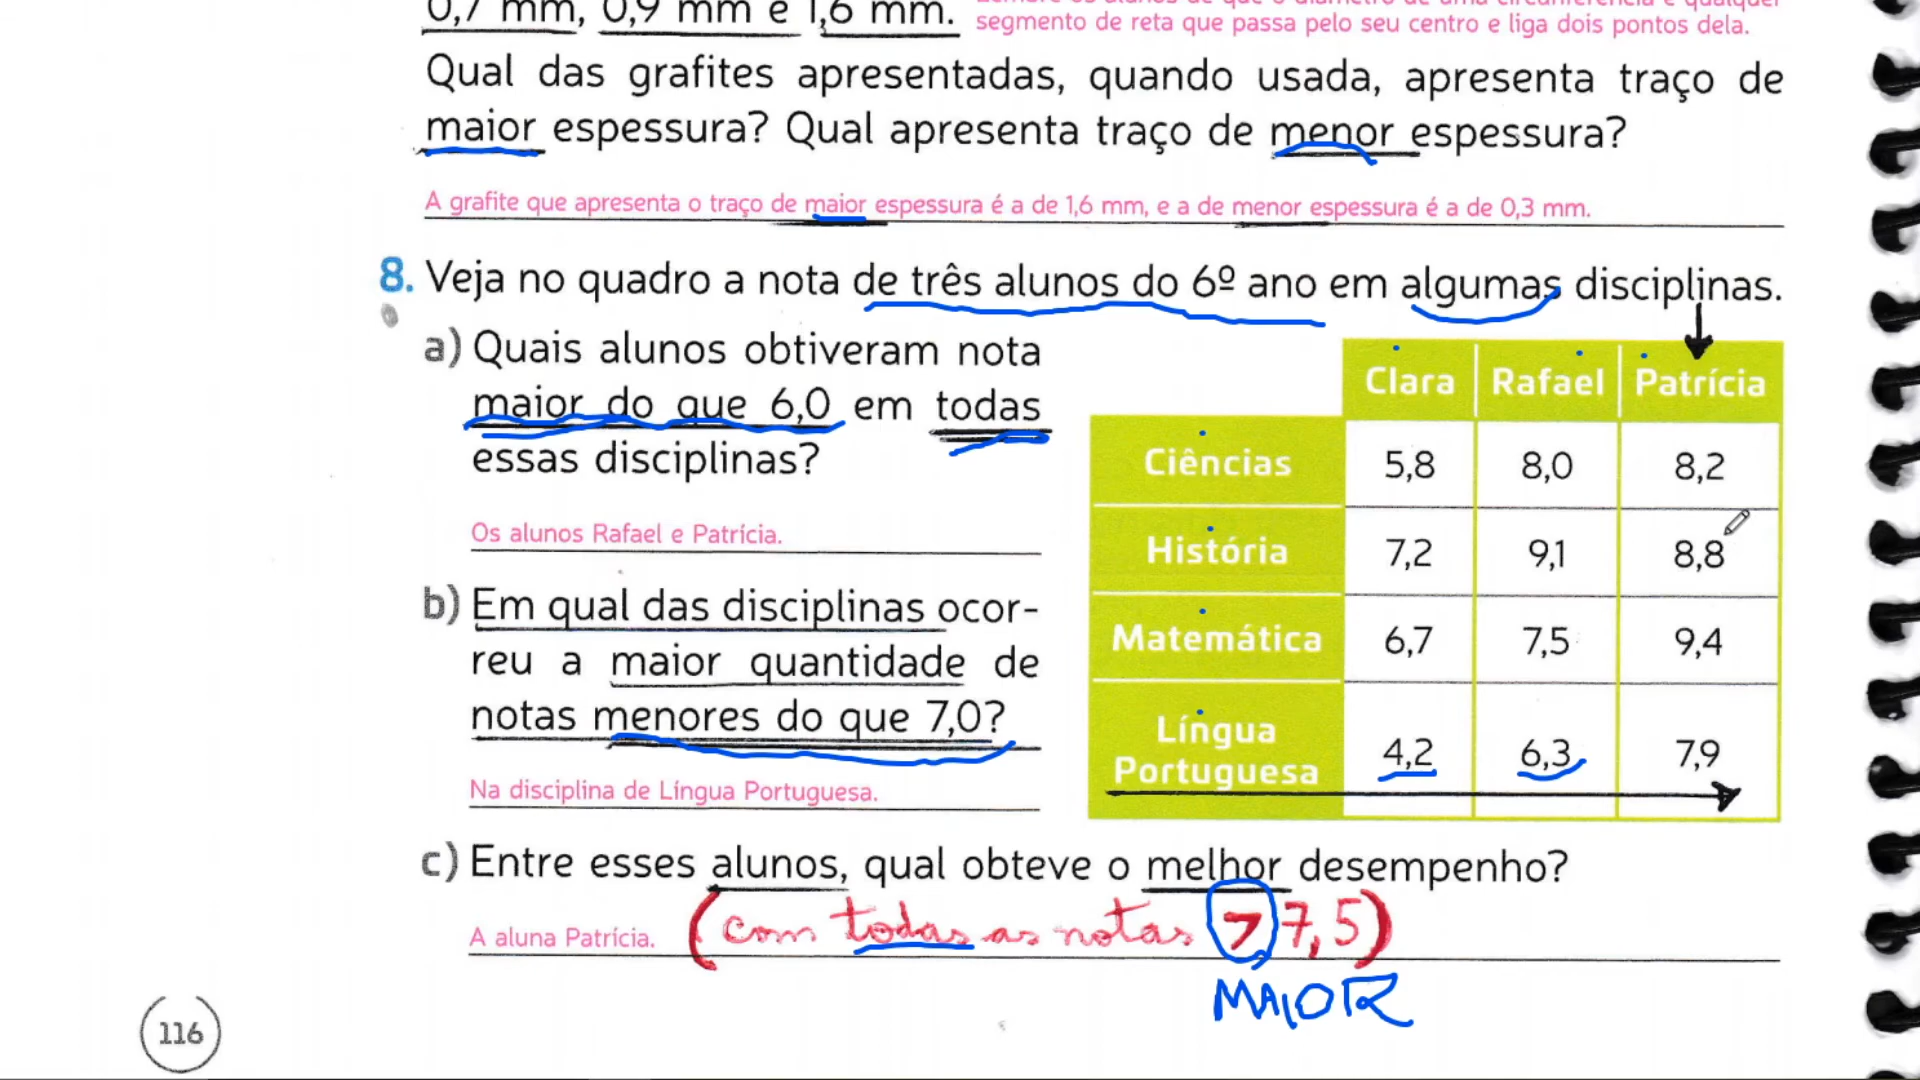 0,7 mm, 0,9 mm e 1,6 mm.
segmento de reta que passa pelo seu centro e liga dois pontos dela.
Qual das grafites apresentadas, quando usada, apresenta traço de
maior espessura? Qual apresenta traço de menor espessura?
A grafite que apresenta o traço de maior espessura é a de 1,6 mm, e a de menor espessura é a de 0,3 mm.
8. Veja no quadro a nota de três alunos do 6º ano em algumas disciplinas.
a) Quais alunos obtiveram nota
maior do que 6,0 em todas
essas disciplinas?
Os alunos Rafael e Patrícia.
b) Em qual das disciplinas ocor-
reu a maior quantidade de
notas menores do que 7,0?
Na disciplina de Língua Portuguesa.
Clara Rafael Patrícia
Ciências 5,8 8,0 8,2
História 7,2 9,1 8,8
Matemática 6,7 7,5 9,4
Língua
Portuguesa 4,2 6,3 7,9
c) Entre esses alunos, qual obteve o melhor desempenho?
A aluna Patrícia. (com todas as notas > 7,5)
MAIOR
116